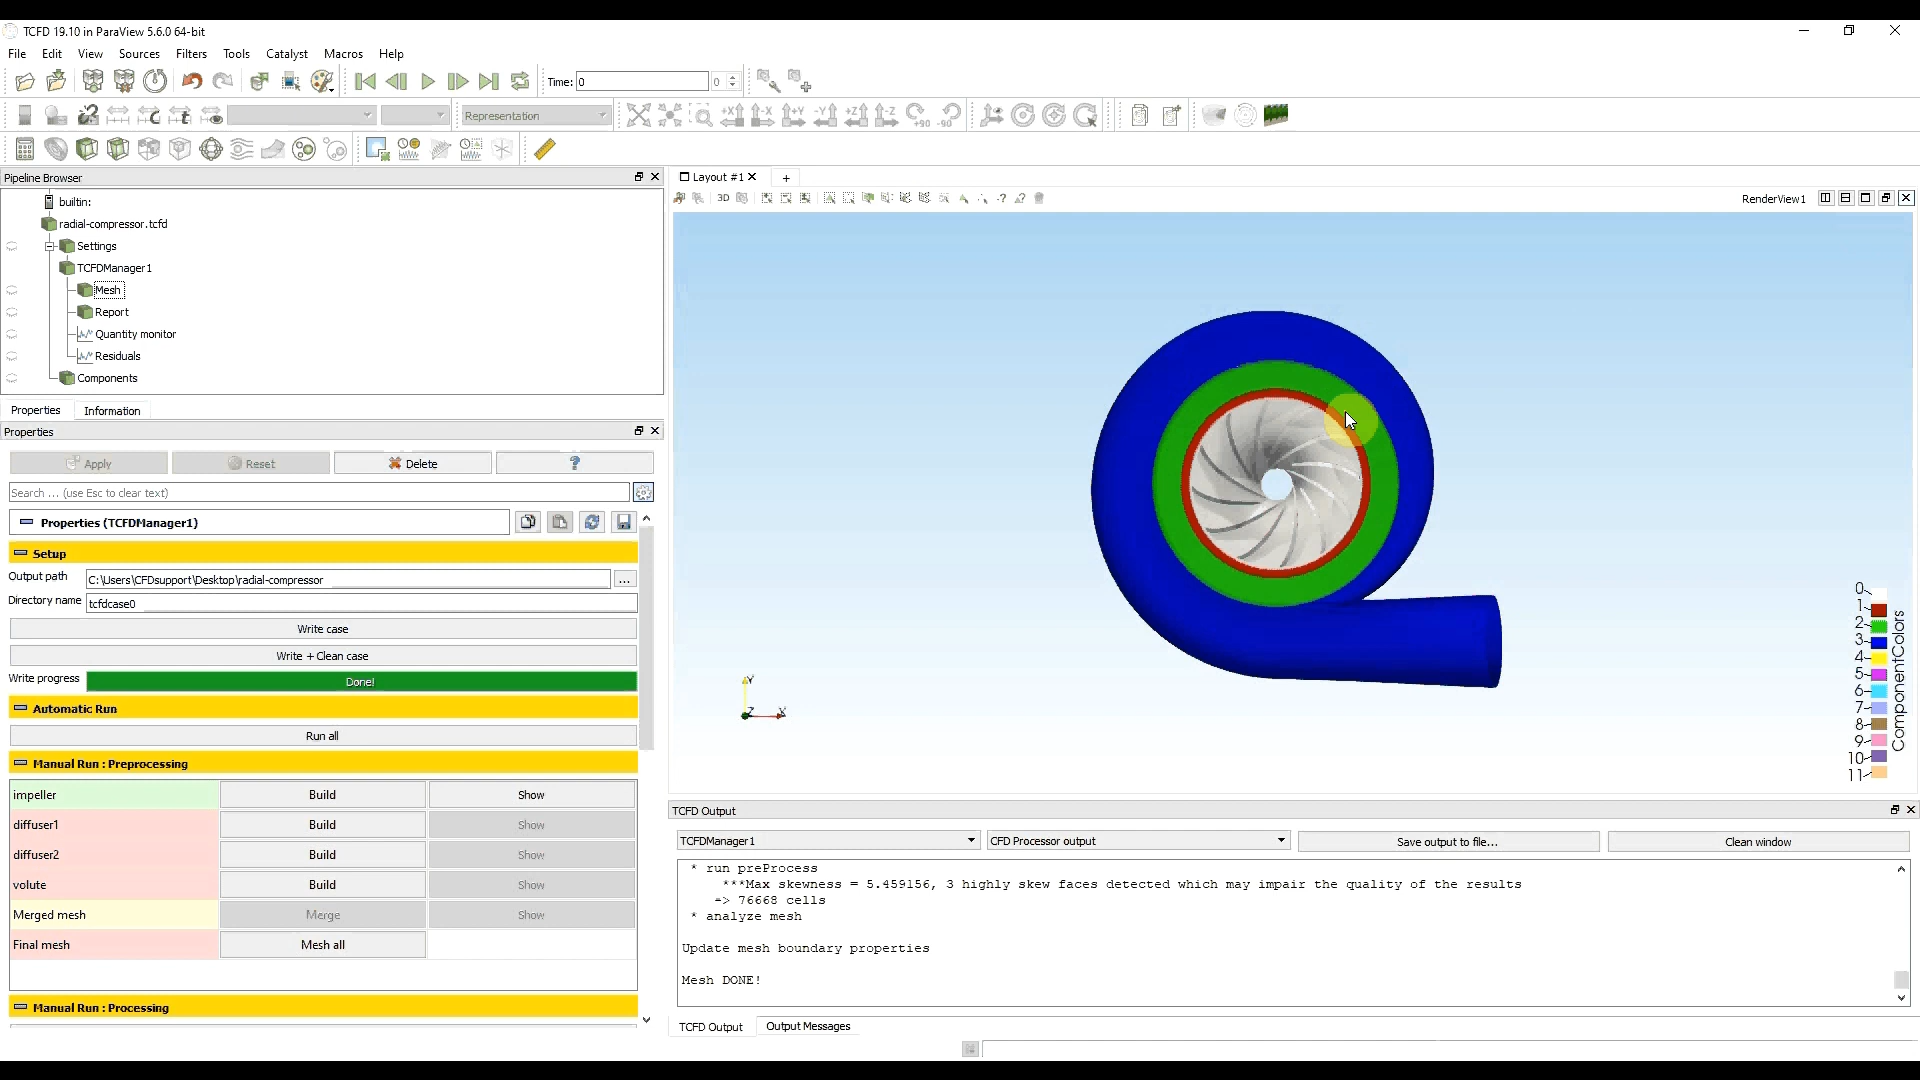 TCFD 19.10 in ParaView 5.6.0 64-bit
File Edit View Sources Filters Tools Catalyst Macros Help
Time: 0 0
Representation
+X -X +Y -Y +Z -Z +90 -90
Pipeline Browser
builtin:
radial-compressor.tcfd
Settings
TCFDManager1
Mesh
Report
Quantity monitor
Residuals
Components
Properties Information
Properties
Apply Reset Delete ?
Search ... (use Esc to clear text)
Properties (TCFDManager1)
Setup
Output path C:\Users\CFDsupport\Desktop\radial-compressor ...
Directory name tcfdcase0
Write case
Write + Clean case
Write progress Done!
Automatic Run
Run all
Manual Run : Preprocessing
impeller Build Show
diffuser1 Build Show
diffuser2 Build Show
volute Build Show
Merged mesh Merge Show
Final mesh Mesh all
Manual Run : Processing
Layout #1 +
3D
RenderView1
Y
Z X
0
1
2
3
4
5
6
7
8
9
10
11
ComponentColors
TCFD Output
TCFDManager1 CFD Processor output Save output to file... Clean window
* run preProcess
***Max skewness = 5.459156, 3 highly skew faces detected which may impair the quality of the results
=> 76668 cells
* analyze mesh
Update mesh boundary properties
Mesh DONE!
TCFD Output Output Messages